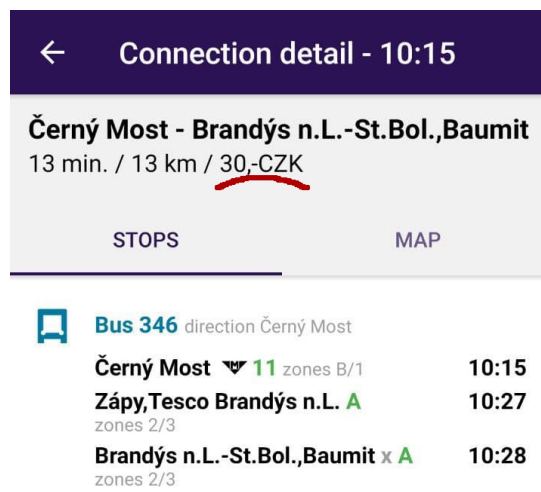 Connection detail - 10:15
Černý Most - Brandýs n.L.-St.Bol.,Baumit
13 min. / 13 km / 30,-CZK
STOPS MAP
Bus 346 direction Černý Most
Černý Most 11 zones B/1 10:15
Zápy,Tesco Brandýs n.L. A 10:27
zones 2/3
Brandýs n.L.-St.Bol.,Baumit x A 10:28
zones 2/3